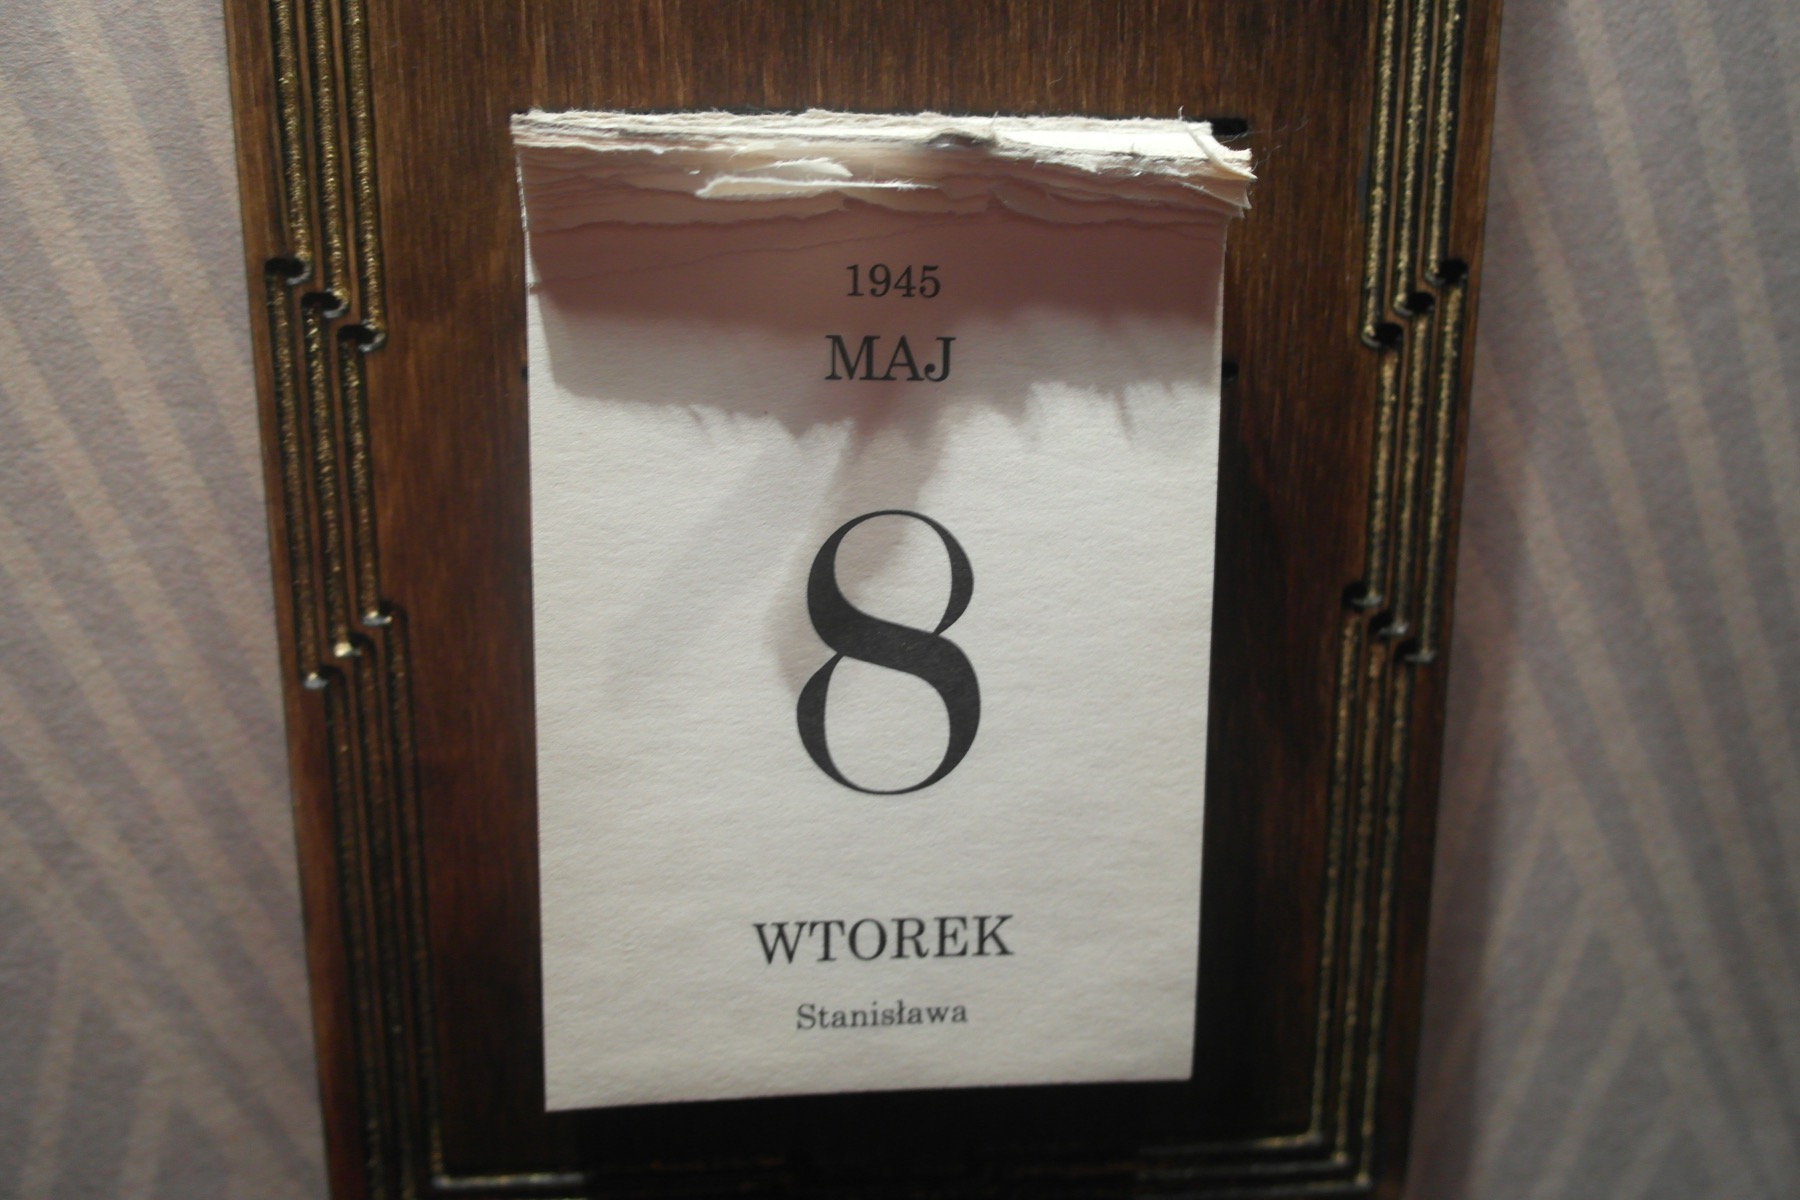 1945
MAJ
8
WTOREK
Stanisława